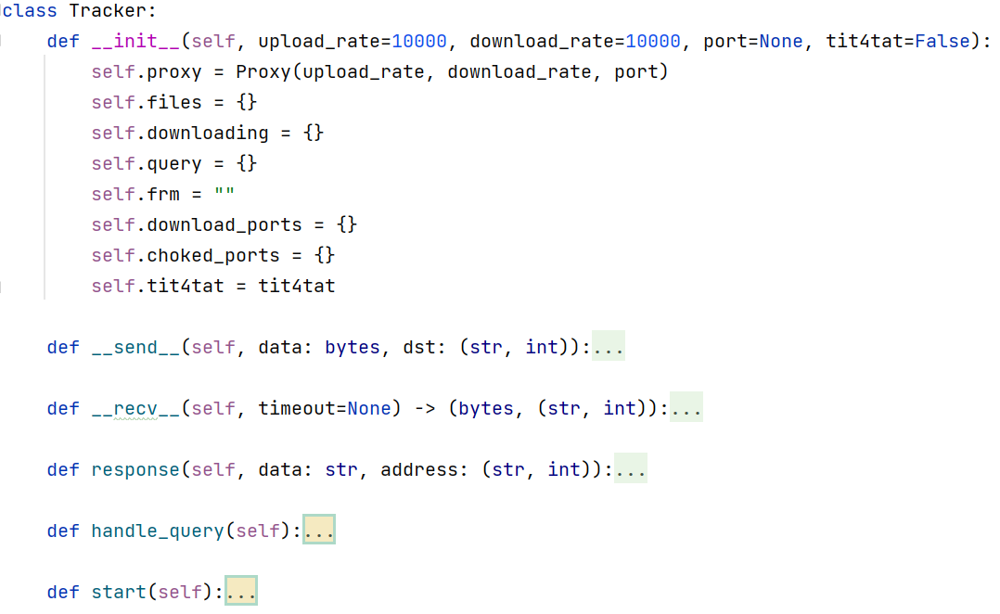 class Tracker:
    def __init__(self, upload_rate=10000, download_rate=10000, port=None, tit4tat=False):
        self.proxy = Proxy(upload_rate, download_rate, port)
        self.files = {}
        self.downloading = {}
        self.query = {}
        self.frm = ""
        self.download_ports = {}
        self.choked_ports = {}
        self.tit4tat = tit4tat
    def __send__(self, data: bytes, dst: (str, int)):...
    def __recv__(self, timeout=None) -> (bytes, (str, int)):...
    def response(self, data: str, address: (str, int)):...
    def handle_query(self):...
    def start(self):...